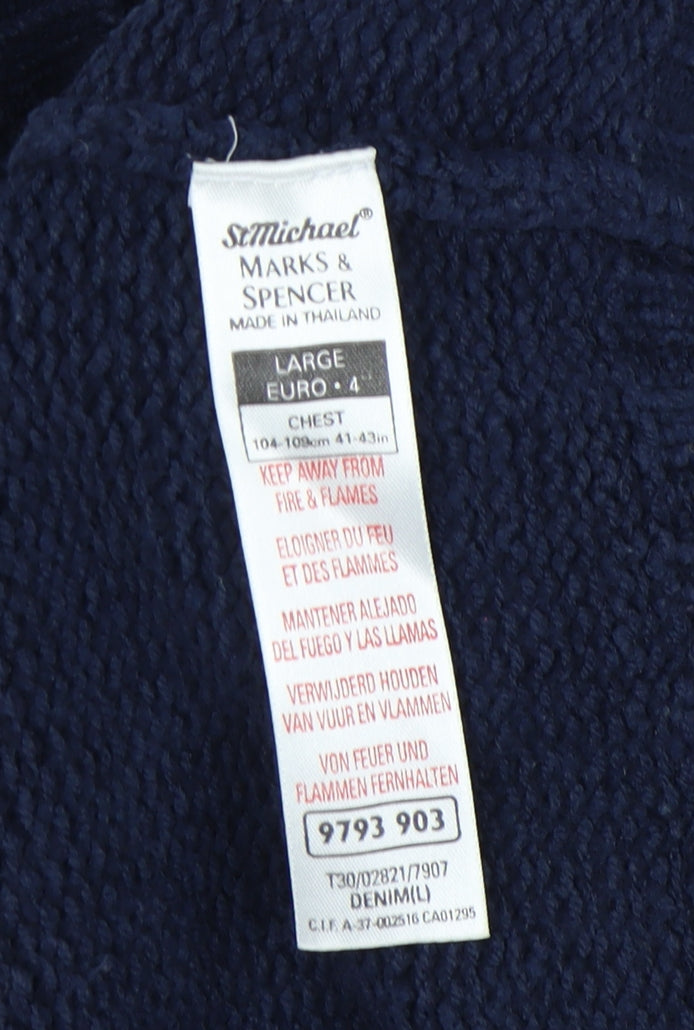 StMichael®
MARKS &
SPENCER
MADE IN THAILAND
LARGE
EURO • 4
CHEST
104-109cm 41-43in
KEEP AWAY FROM
FIRE & FLAMES
ELOIGNER DU FEU
ET DES FLAMMES
MANTENER ALEJADO
DEL FUEGO Y LAS LLAMAS
VERWIJDERD HOUDEN
VAN VUUR EN VLAMMEN
VON FEUER UND
FLAMMEN FERNHALTEN
9793 903
T30/02821/7907
DENIM(L)
C.I.F. A-37-002516 CA01295